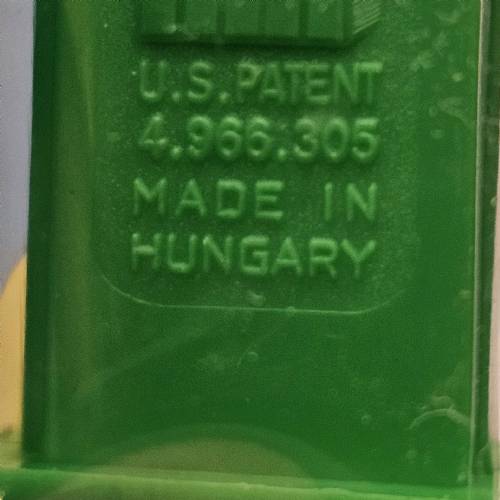 U.S.PATENT
4.966.305
MADE IN
HUNGARY